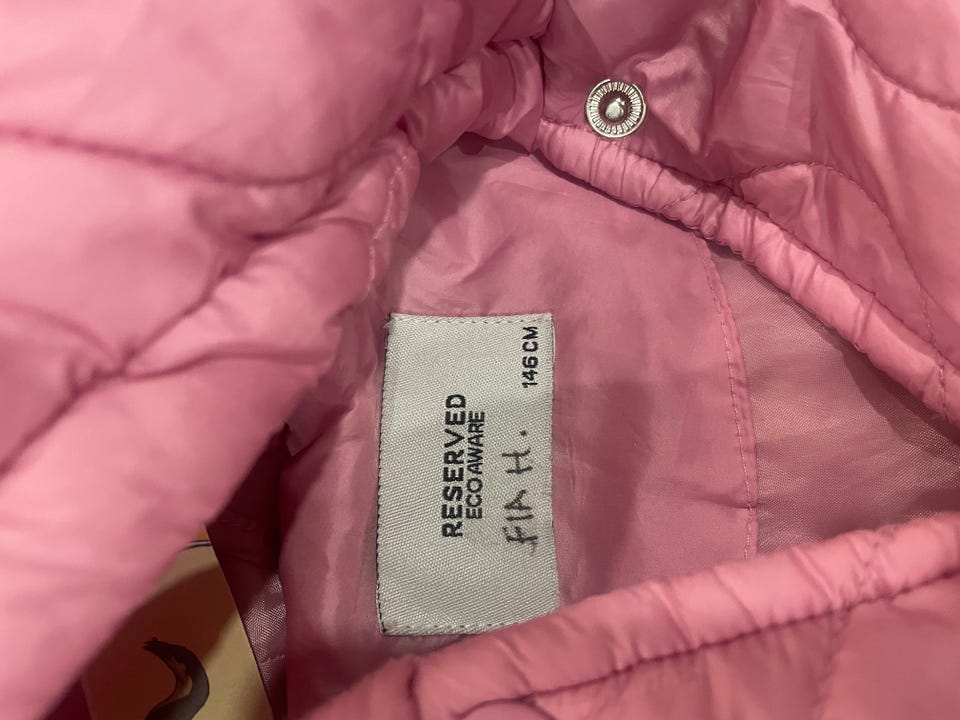 RESERVED
ECO AWARE
FIA H.
146 CM